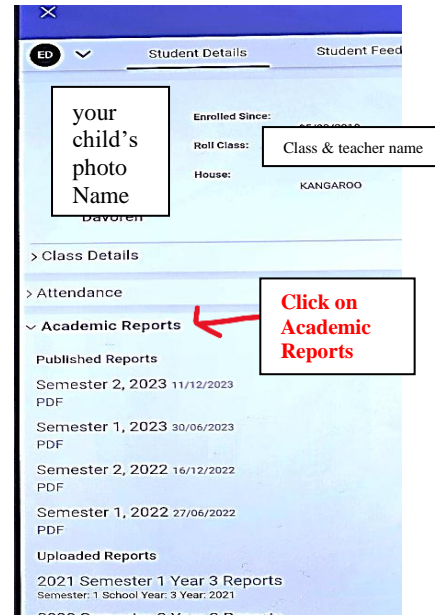 ED
Student Details
Student Feed
Enrolled Since:
Roll Class:
House:
KANGAROO
your
child's
photo
Name
Class & teacher name
Davoren
> Class Details
> Attendance
Academic Reports
Click on
Academic
Reports
Published Reports
Semester 2, 2023 11/12/2023
PDF
Semester 1, 2023 30/06/2023
PDF
Semester 2, 2022 16/12/2022
PDF
Semester 1, 2022 27/06/2022
PDF
Uploaded Reports
2021 Semester 1 Year 3 Reports
Semester: 1 School Year: 3 Year: 2021